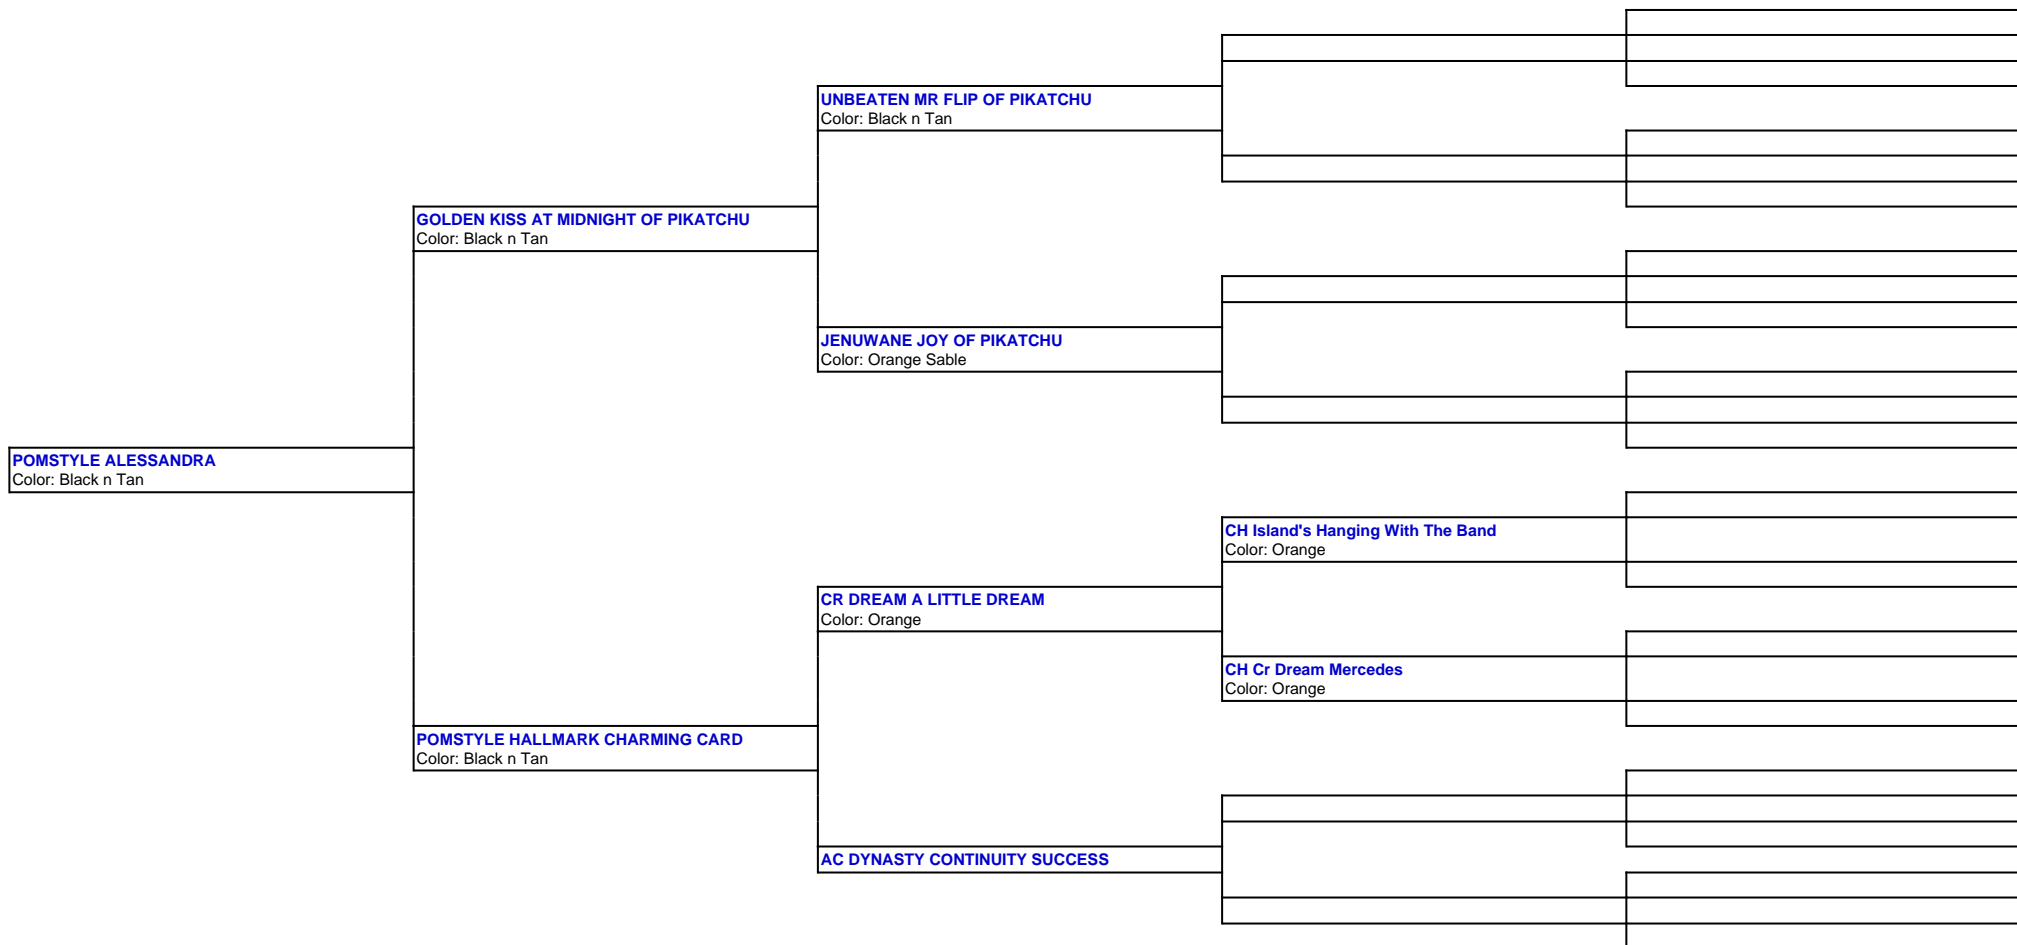 UNBEATEN MR FLIP OF PIKATCHU
Color: Black n Tan
GOLDEN KISS AT MIDNIGHT OF PIKATCHU
Color: Black n Tan
JENUWANE JOY OF PIKATCHU
Color: Orange Sable
POMSTYLE ALESSANDRA
Color: Black n Tan
CH Island's Hanging With The Band
Color: Orange
CR DREAM A LITTLE DREAM
Color: Orange
CH Cr Dream Mercedes
Color: Orange
POMSTYLE HALLMARK CHARMING CARD
Color: Black n Tan
AC DYNASTY CONTINUITY SUCCESS